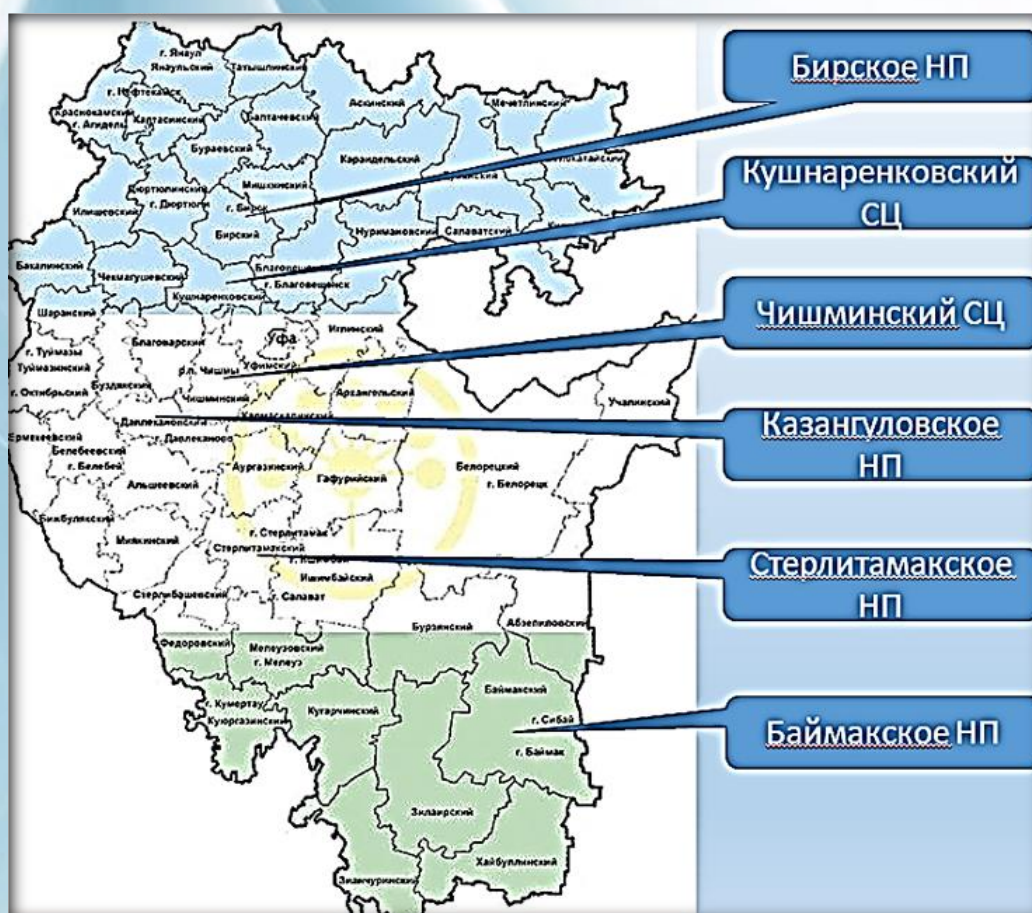 г. Янаул
Янаульский
Татышлинский
г. Нефтекамск
Краснокамский
г. Агидель
Калтасинский
Балтачевский
Аскинский
Мечетлинский
Бураевский
Караидельский
Мишкинский
Дюртюлинский
г. Дюртюли
г. Бирск
Илишевский
Бирский
Нуримановский
Салаватский
Бакалинский
Чекмагушевский
г. Благовещенск
Кушнаренковский
Шаранский
Благоварский
Уфа
Иглинский
г. Туймазы
Туймазинский
р.п. Чишмы
Уфимский
Буздякский
г. Октябрьский
Чишминский
Архангельский
Учалинский
Давлекановский
Кармаскалинский
Ермекеевский
г. Давлеканово
Белебеевский
г. Белебей
Аургазинский
Белорецкий
Альшеевский
Гафурийский
г. Белорецк
Бижбулякский
Миякинский
г. Стерлитамак
Стерлитамакский
г. Ишимбай
Ишимбайский
Стерлибашевский
г. Салават
Бурзянский
Абзелиловский
Федоровский
Мелеузовский
г. Мелеуз
Баймакский
г. Кумертау
Куюргазинский
Кугарчинский
г. Сибай
г. Баймак
Зилаирский
Хайбуллинский
Зианчуринский
Бирское НП
Кушнаренковский
СЦ
Чишминский СЦ
Казангуловское
НП
Стерлитамакское
НП
Баймакское НП